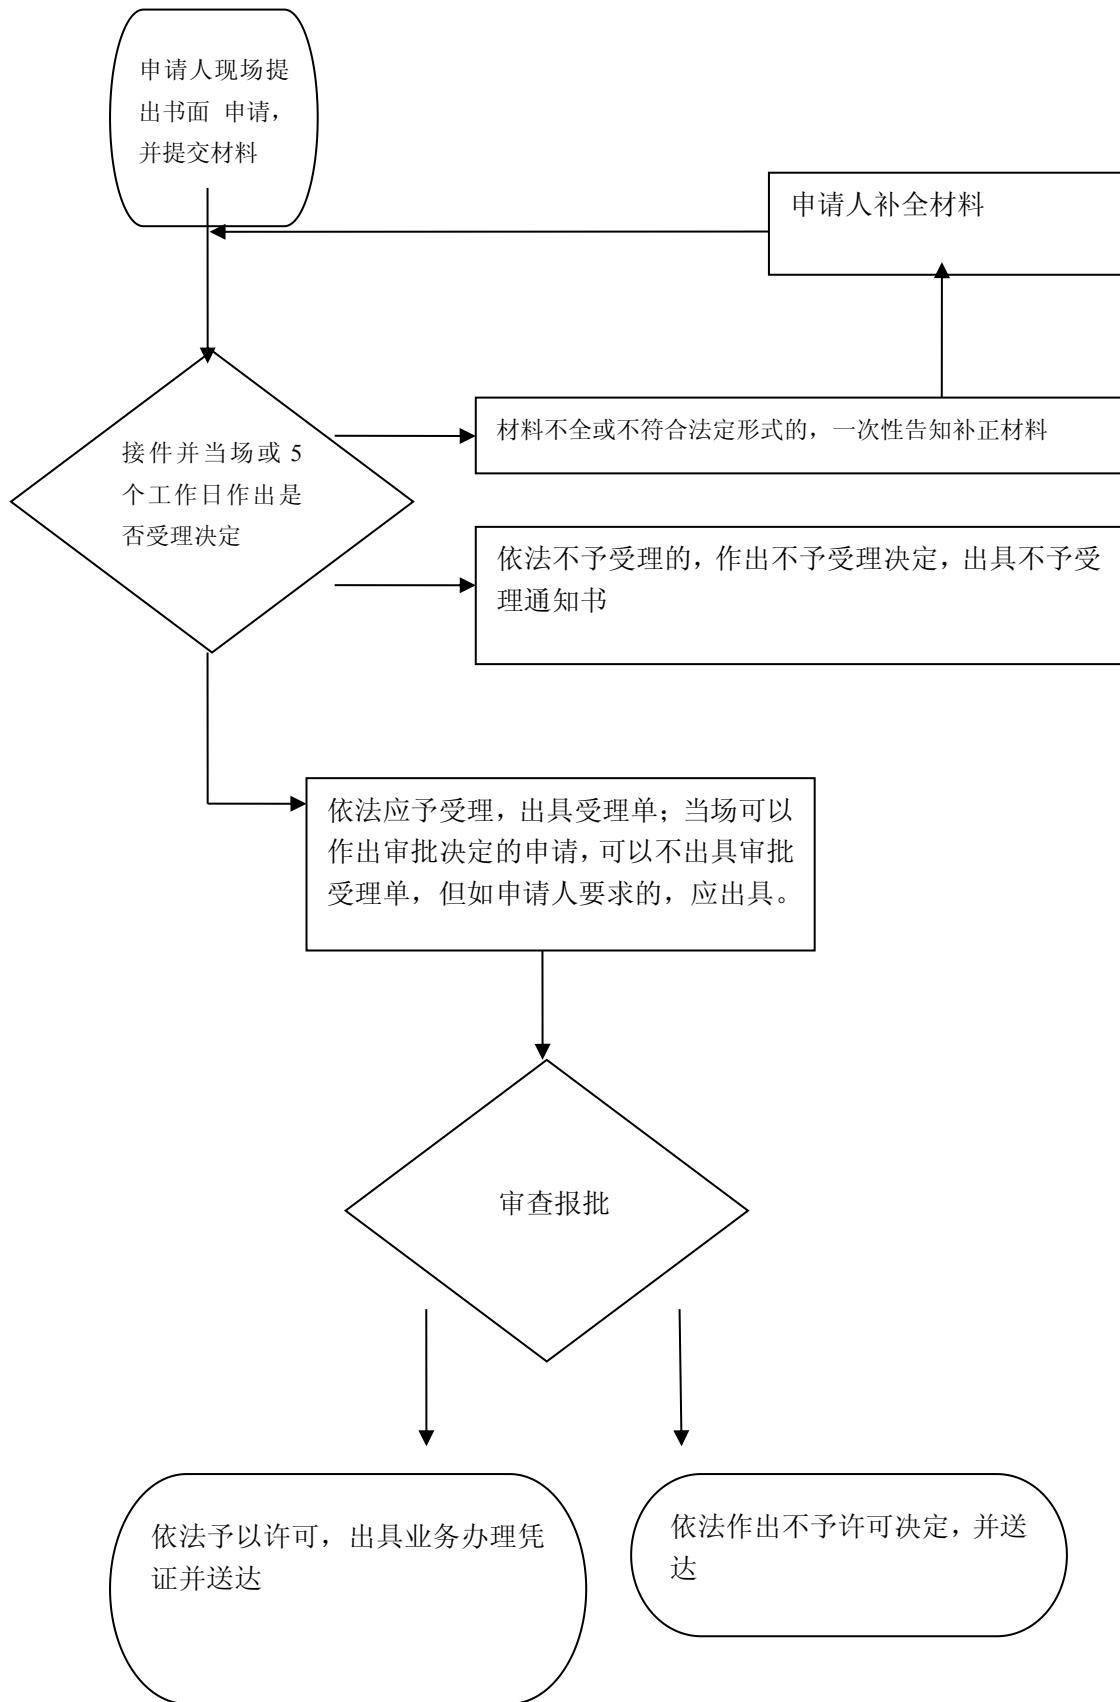 申请人现场提
出书面 申请，
并提交材料
申请人补全材料
接件并当场或 5
个工作日作出是
否受理决定
材料不全或不符合法定形式的，一次性告知补正材料
依法不予受理的，作出不予受理决定，出具不予受
理通知书
依法应予受理，出具受理单；当场可以
作出审批决定的申请，可以不出具审批
受理单，但如申请人要求的，应出具。
审查报批
依法予以许可，出具业务办理凭
证并送达
依法作出不予许可决定，并送
达